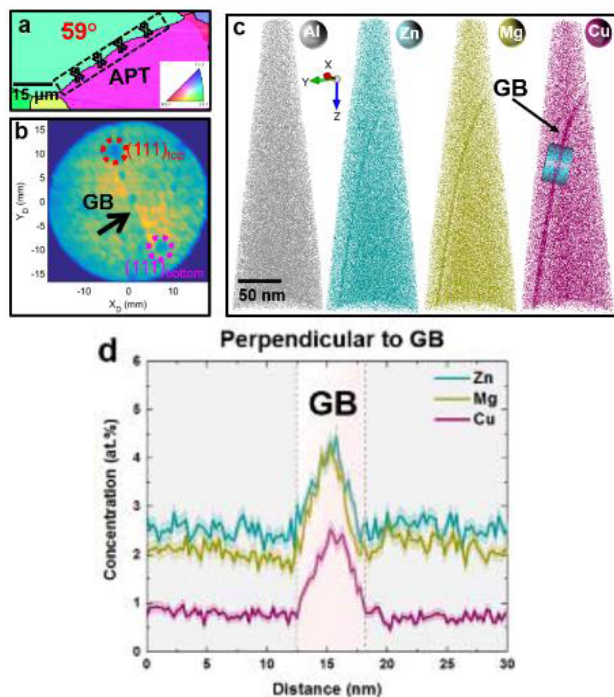 a
59°
APT
15 μm
b
(111)top
GB
(111)bottom
Y_D (mm)
15
10
5
0
-5
-10
-15
-10 0 10
X_D (mm)
c
Al
Zn
Mg
Cu
X
Y
Z
GB
50 nm
d
Perpendicular to GB
GB
Zn
Mg
Cu
Concentration (at.%)
6
5
4
3
2
1
0
0 5 10 15 20 25 30
Distance (nm)